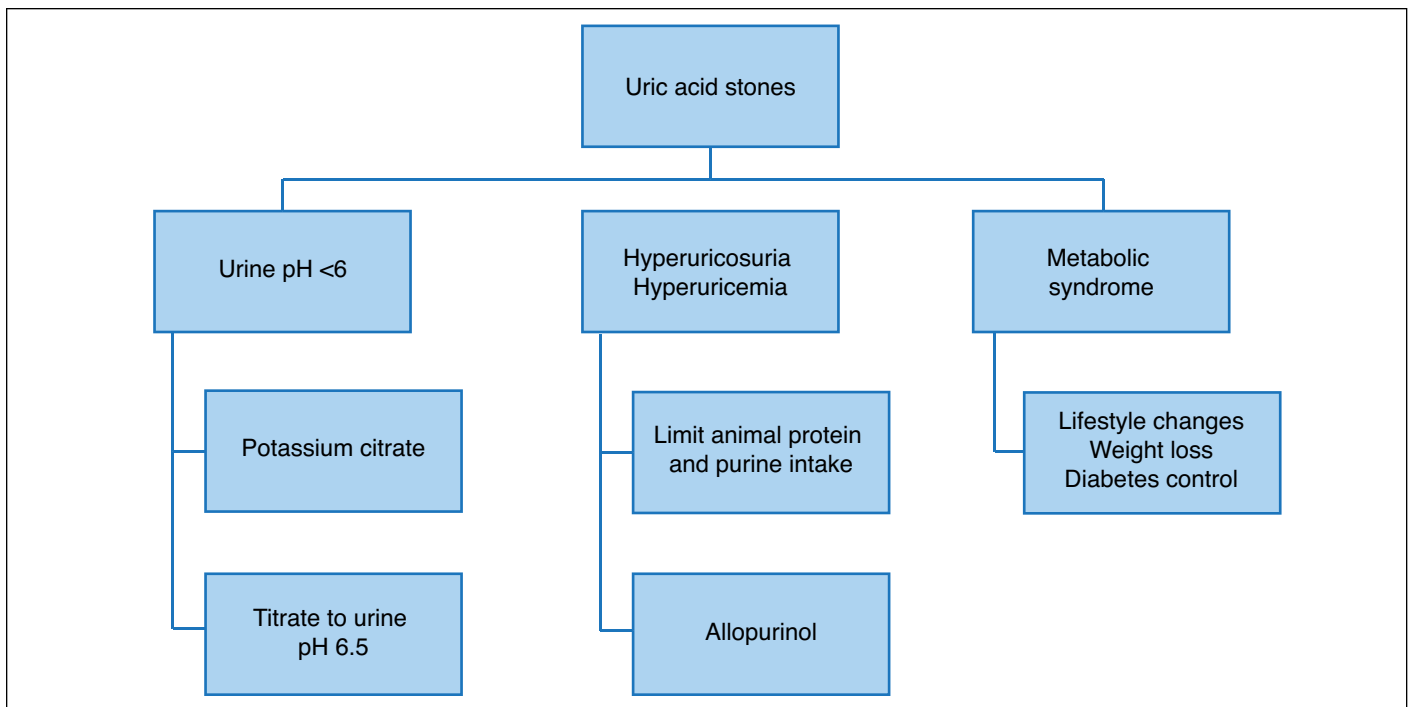 Uric acid stones
Urine pH <6
Hyperuricosuria
Hyperuricemia
Metabolic
syndrome
Potassium citrate
Limit animal protein
and purine intake
Lifestyle changes
Weight loss
Diabetes control
Titrate to urine
pH 6.5
Allopurinol